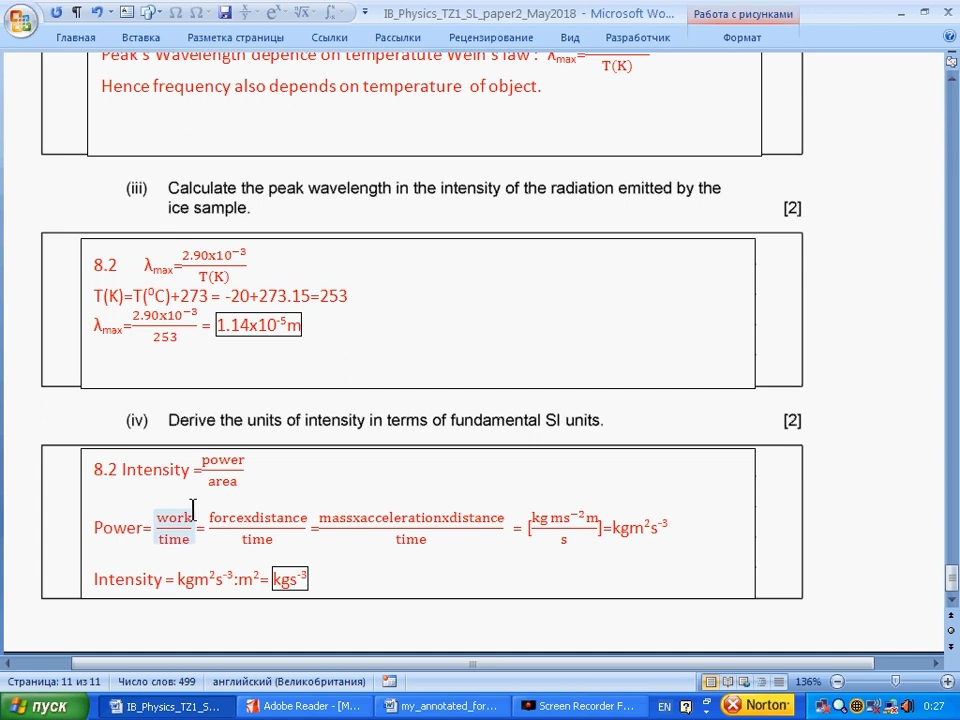 IB_Physics_TZ1_SL_paper2_May2018 - Microsoft Wo...
Работа с рисунками
Главная Вставка Разметка страницы Ссылки Рассылки Рецензирование Вид Разработчик Формат
Peak's Wavelength depence on temperatute Wein's law : λmax=
T(K)
Hence frequency also depends on temperature of object.
(iii) Calculate the peak wavelength in the intensity of the radiation emitted by the
ice sample. [2]
8.2 λmax=2.90x10⁻³/T(K)
T(K)=T(⁰C)+273 = -20+273.15=253
λmax=2.90x10⁻³/253 = 1.14x10⁻⁵m
(iv) Derive the units of intensity in terms of fundamental SI units. [2]
8.2 Intensity =power/area
Power= work/time= forcexdistance/time =massxaccelerationxdistance/time = [kg ms⁻²m/s]=kgm²s⁻³
Intensity = kgm²s⁻³:m²= kgs⁻³
Страница: 11 из 11 Число слов: 499 английский (Великобритания) 136%
пуск IB_Physics_TZ1_S... Adobe Reader - [M... my_annotated_for... Screen Recorder F... EN Norton 0:27